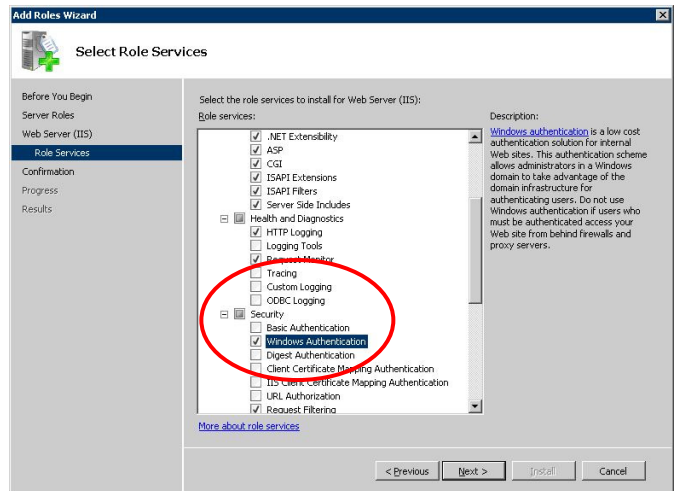 Add Roles Wizard
Select Role Services
Before You Begin
Server Roles
Web Server (IIS)
Role Services
Confirmation
Progress
Results
Select the role services to install for Web Server (IIS):
Role services:
.NET Extensibility
ASP
CGI
ISAPI Extensions
ISAPI Filters
Server Side Includes
Health and Diagnostics
HTTP Logging
Logging Tools
Request Monitor
Tracing
Custom Logging
ODBC Logging
Security
Basic Authentication
Windows Authentication
Digest Authentication
Client Certificate Mapping Authentication
IIS Client Certificate Mapping Authentication
URL Authorization
Request Filtering
More about role services
Description:
Windows authentication is a low cost
authentication solution for internal
Web sites. This authentication scheme
allows administrators in a Windows
domain to take advantage of the
domain infrastructure for
authenticating users. Do not use
Windows authentication if users who
must be authenticated access your
Web site from behind firewalls and
proxy servers.
< Previous
Next >
Install
Cancel